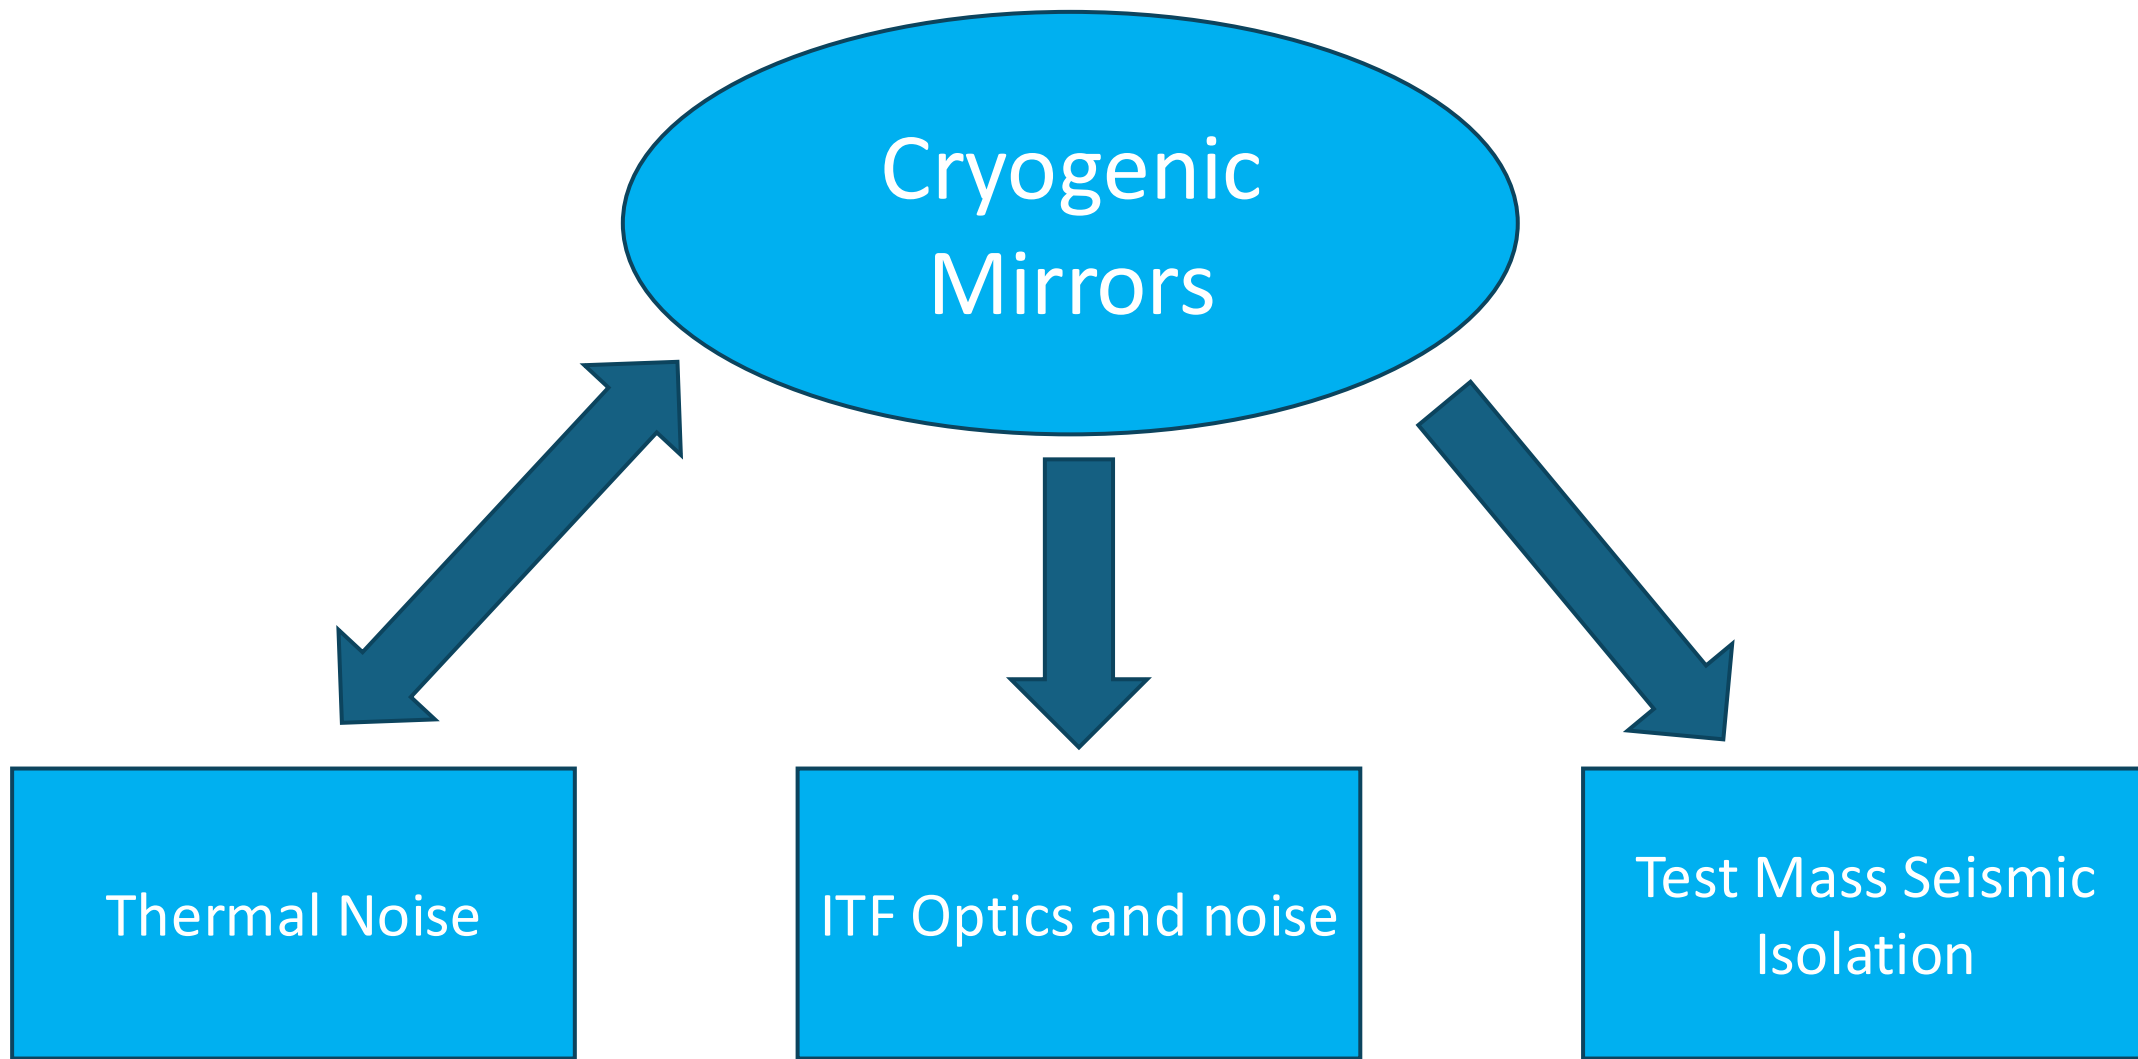 Cryogenic
Mirrors
Thermal Noise
ITF Optics and noise
Test Mass Seismic
Isolation